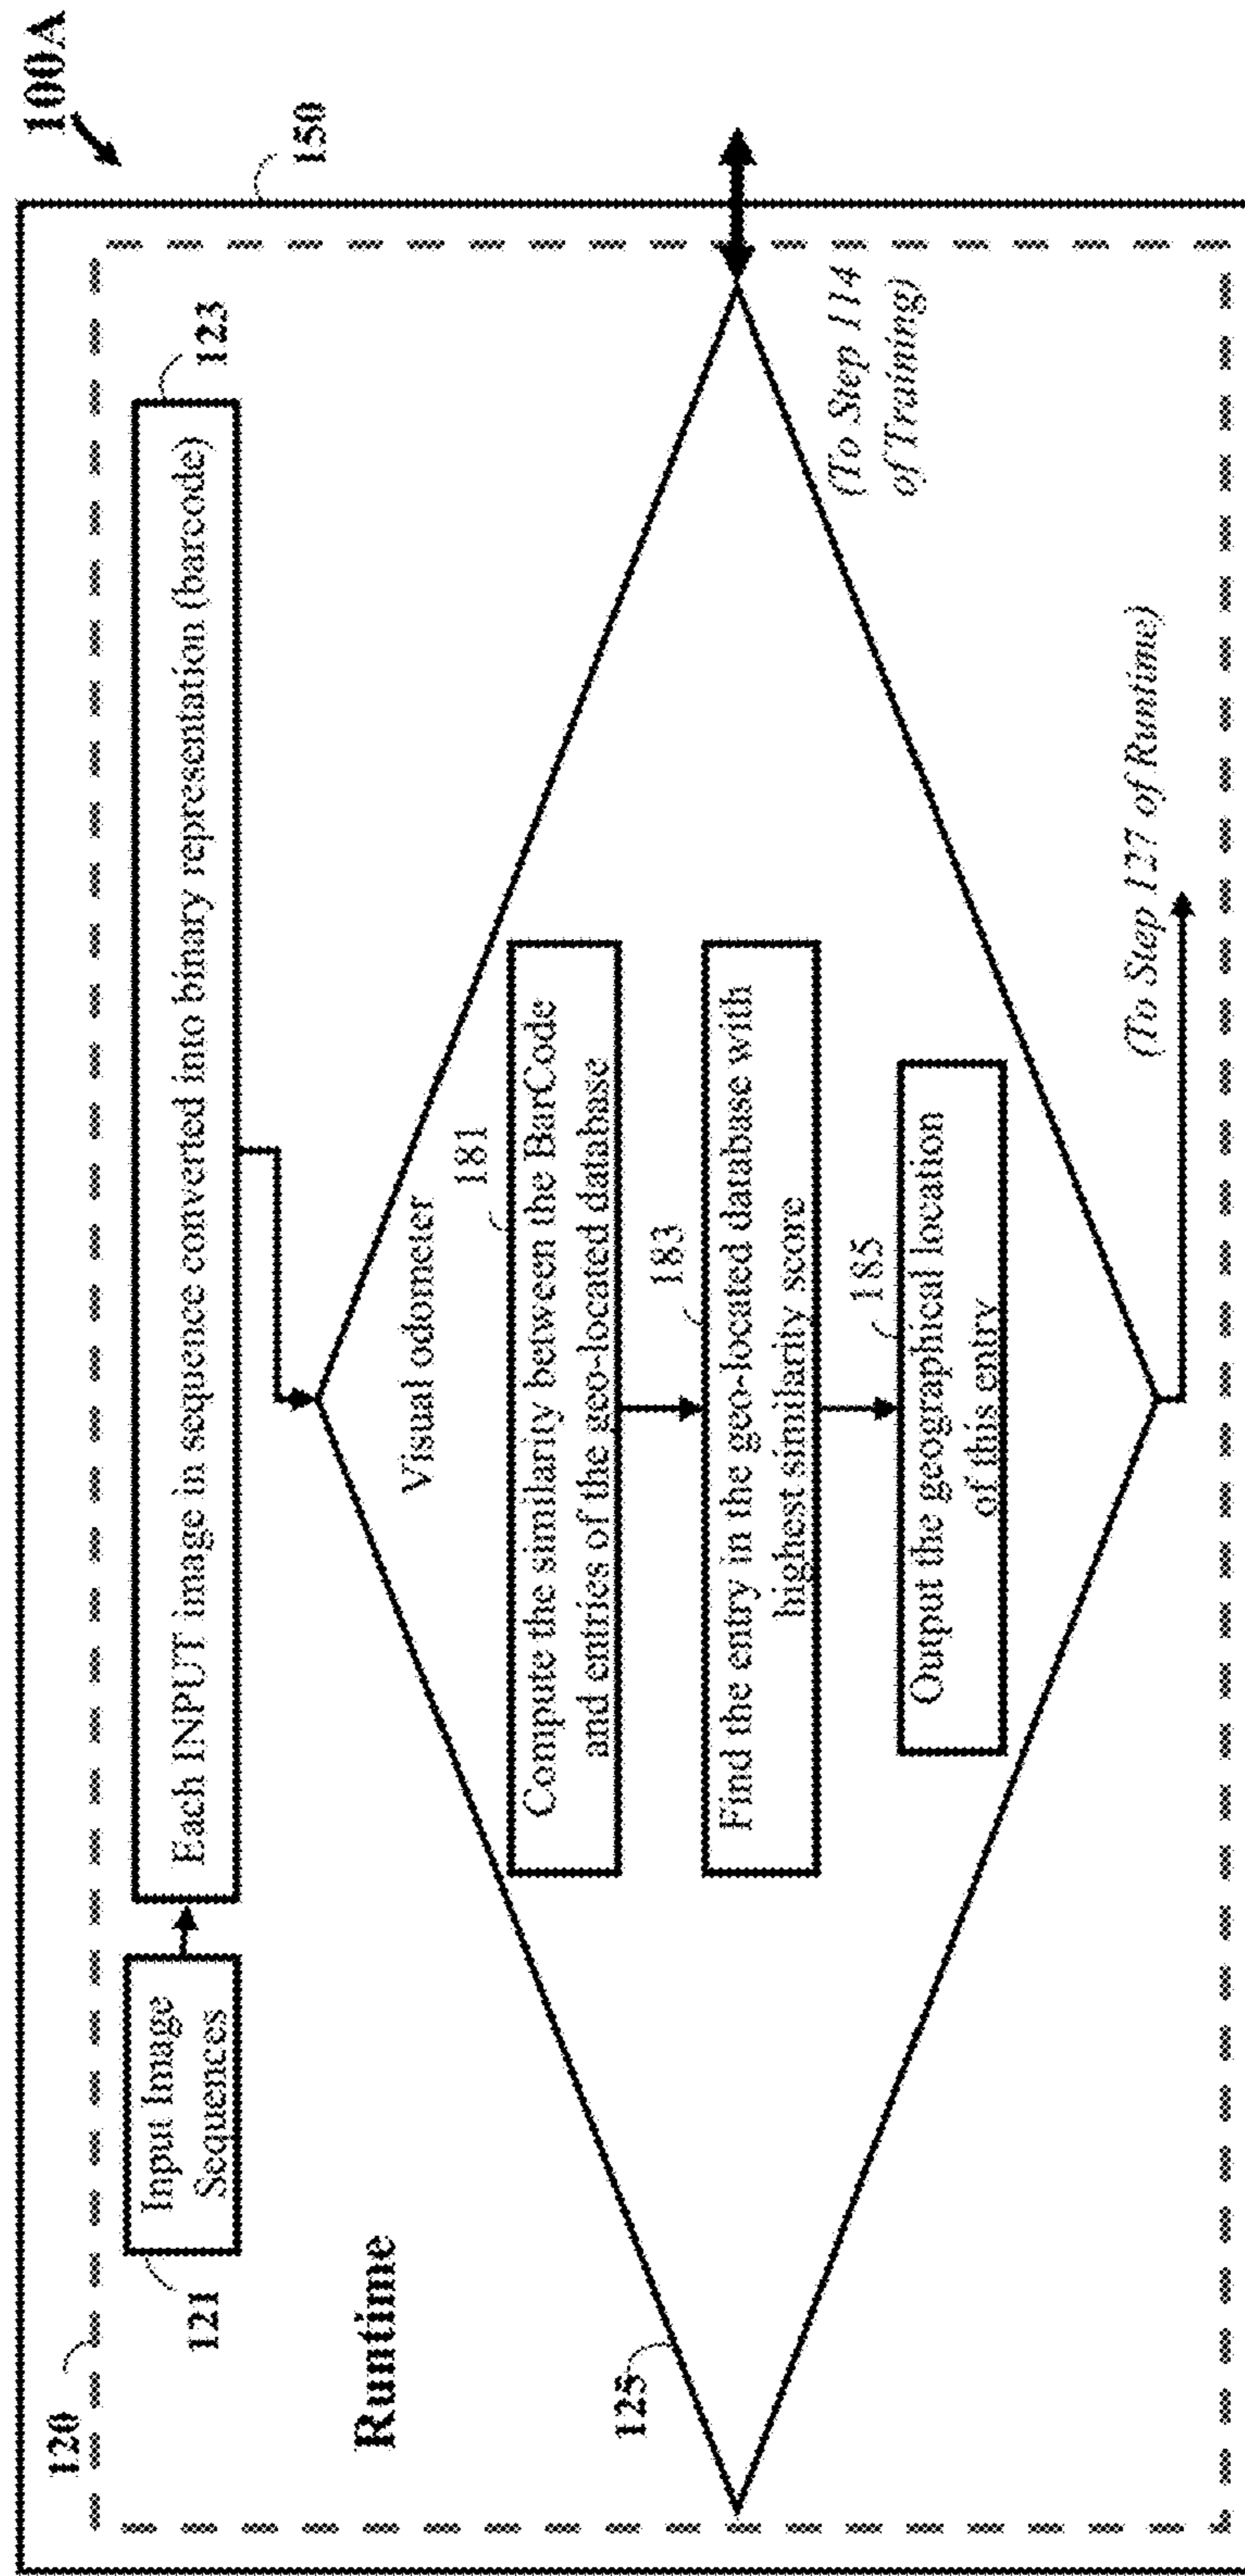 100A
150
120
121
Input Image
Sequences
123
Each INPUT image in sequence converted into binary representation (barcode)
Runtime
125
Visual odometer
181
Compute the similarity between the BarCode
and entries of the geo-located database
183
Find the entry in the geo-located database with
highest similarity score
185
Output the geographical location
of this entry
(To Step 114
of Training)
(To Step 127 of Runtime)